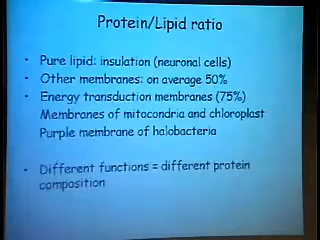 Protein/Lipid ratio
• Pure lipid: insulation (neuronal cells)
• Other membranes: on average 50%
• Energy transduction membranes (75%)
Membranes of mitocondria and chloroplast
Purple membrane of halobacteria
• Different functions = different protein
composition